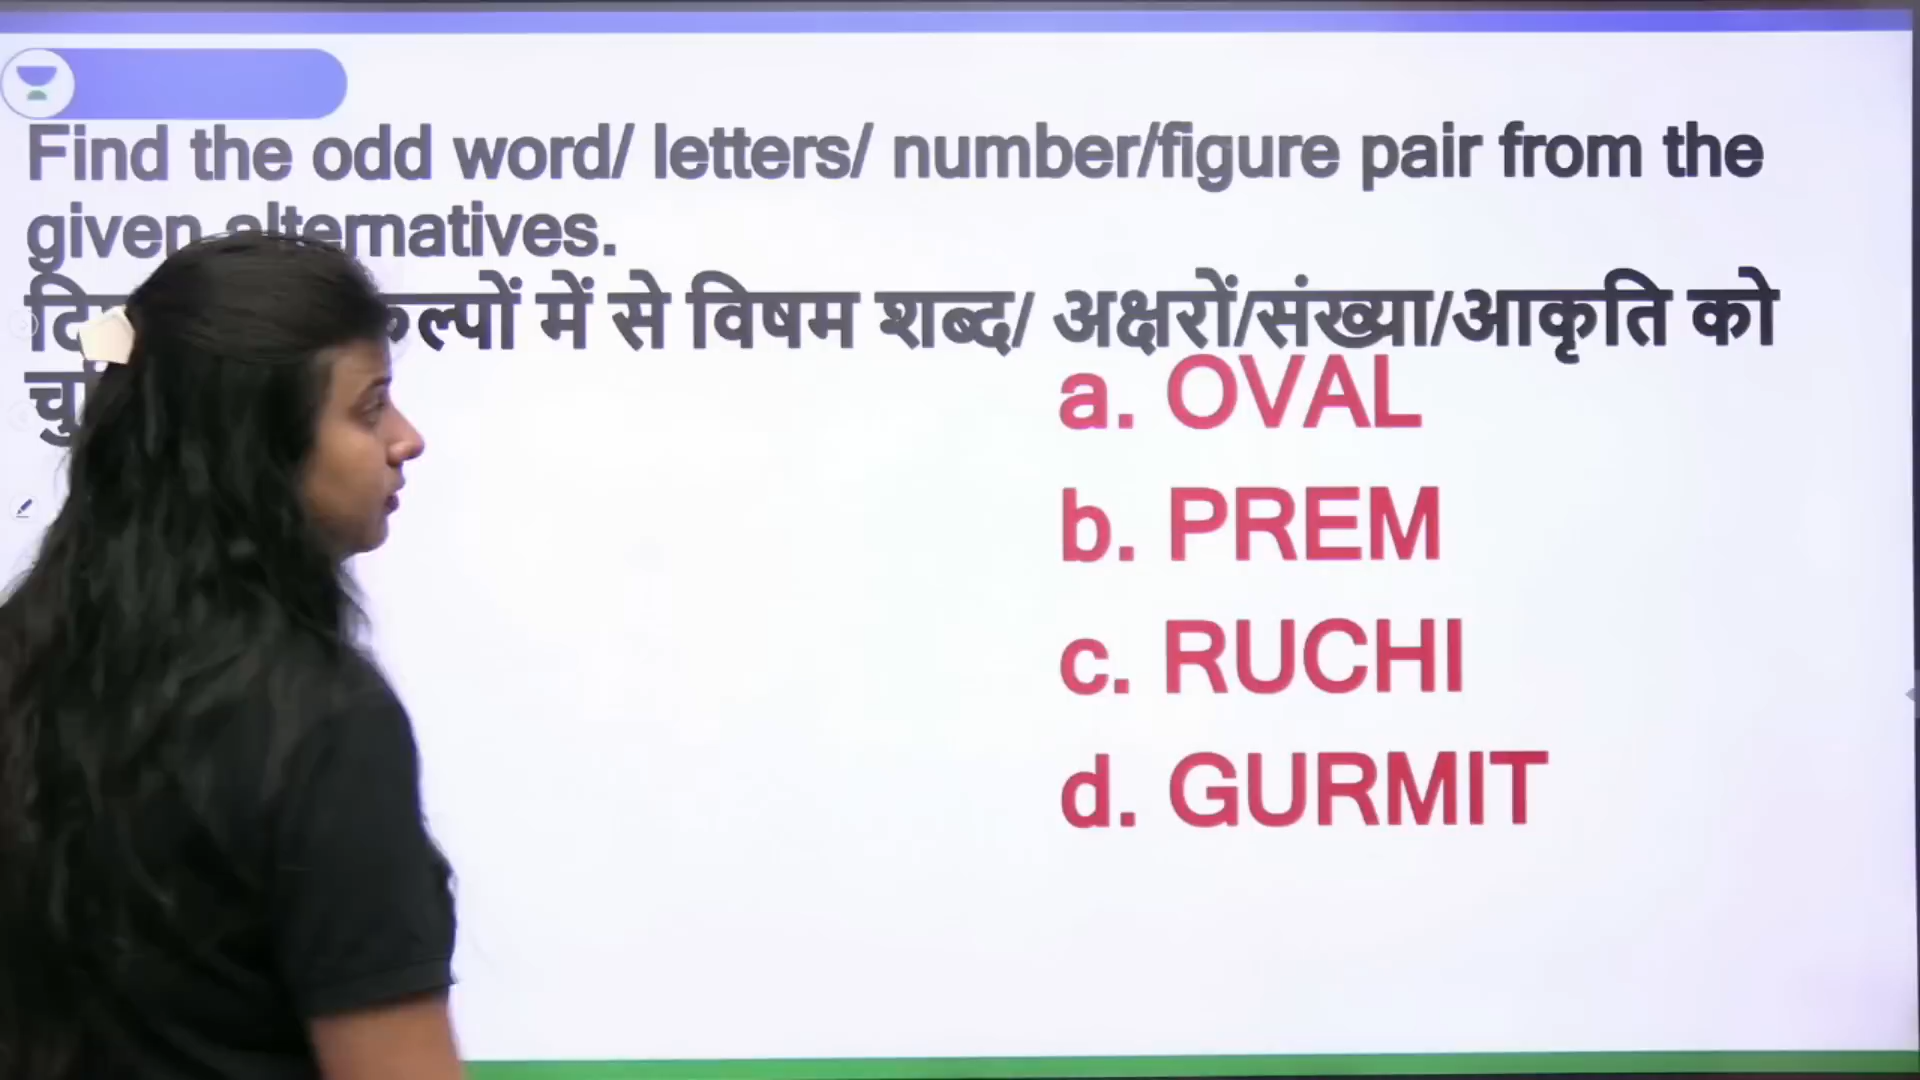 Find the odd word/ letters/ number/figure pair from the
given alternatives.
में से विषम शब्द/ अक्षरों/संख्या/आकृति को
a. OVAL
b. PREM
c. RUCHI
d. GURMIT